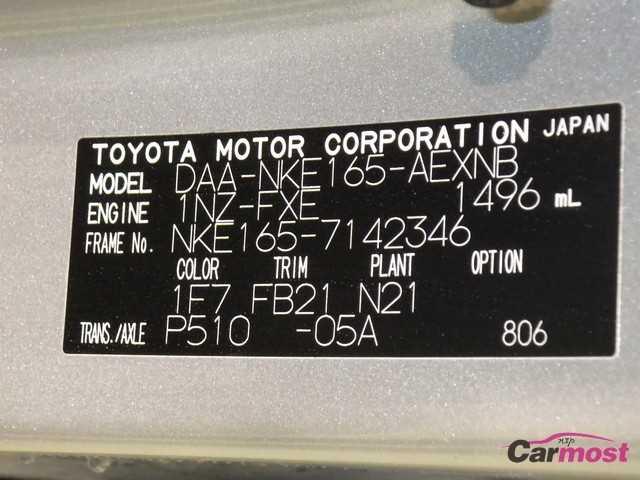 TOYOTA MOTOR CORPORATION JAPAN
MODEL DAA-NKE165-AEXNB
ENGINE 1NZ-FXE 1496 mL
FRAME No. NKE165-7142346
COLOR TRIM PLANT OPTION
1F7 FB21 N21
TRANS./AXLE P510 -05A 806
nxp
Carmost